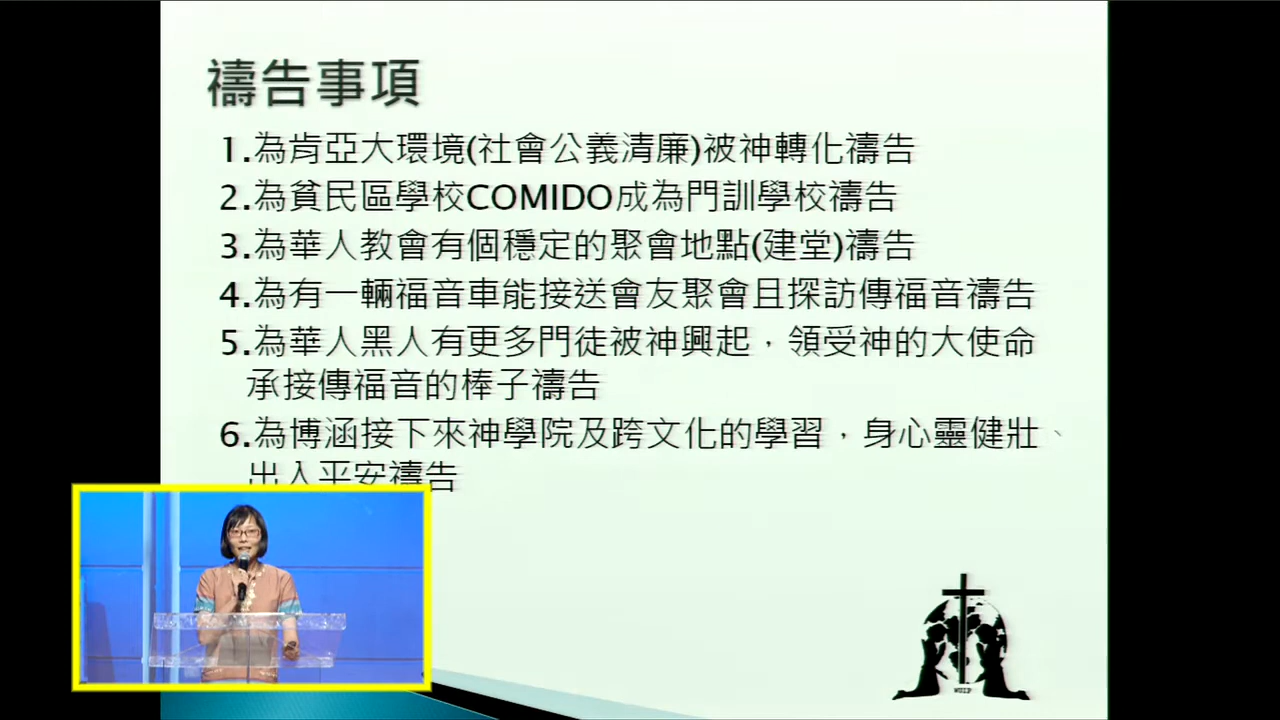 禱告事項
1.為肯亞大環境(社會公義清廉)被神轉化禱告
2.為貧民區學校COMIDO成為門訓學校禱告
3.為華人教會有個穩定的聚會地點(建堂)禱告
4.為有一輛福音車能接送會友聚會且探訪傳福音禱告
5.為華人黑人有更多門徒被神興起，領受神的大使命
承接傳福音的棒子禱告
6.為博涵接下來神學院及跨文化的學習，身心靈健壯、
出入平安禱告